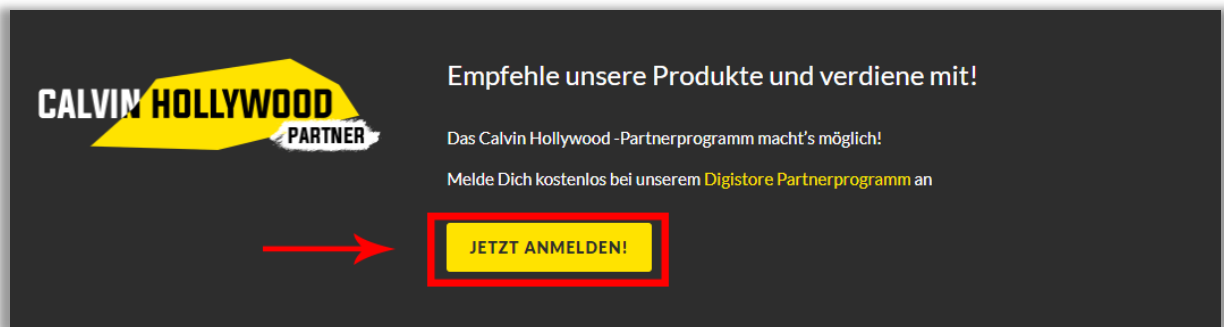 CALVIN HOLLYWOOD
PARTNER
Empfehle unsere Produkte und verdiene mit!
Das Calvin Hollywood -Partnerprogramm macht's möglich!
Melde Dich kostenlos bei unserem Digistore Partnerprogramm an
JETZT ANMELDEN!